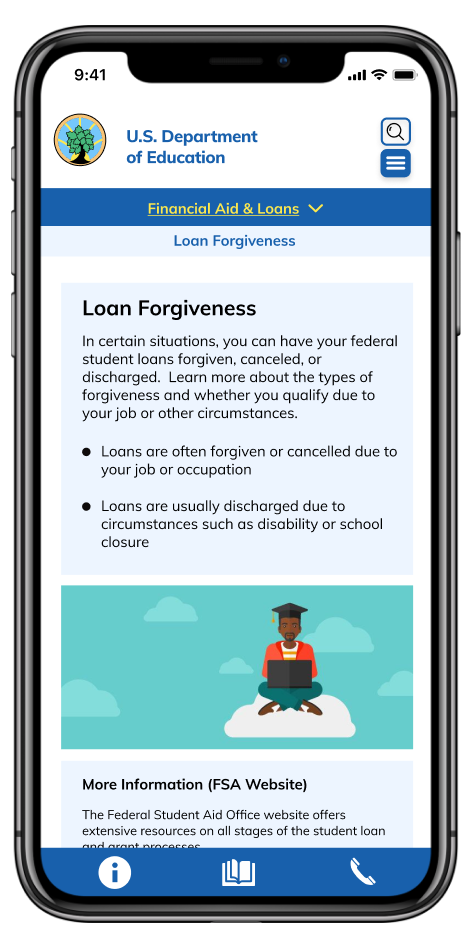 9:41
U.S. Department
of Education
Financial Aid & Loans
Loan Forgiveness
Loan Forgiveness
In certain situations, you can have your federal
student loans forgiven, canceled, or
discharged.  Learn more about the types of
forgiveness and whether you qualify due to
your job or other circumstances.
Loans are often forgiven or cancelled due to
your job or occupation
Loans are usually discharged due to
circumstances such as disability or school
closure
More Information (FSA Website)
The Federal Student Aid Office website offers
extensive resources on all stages of the student loan
and grant processes